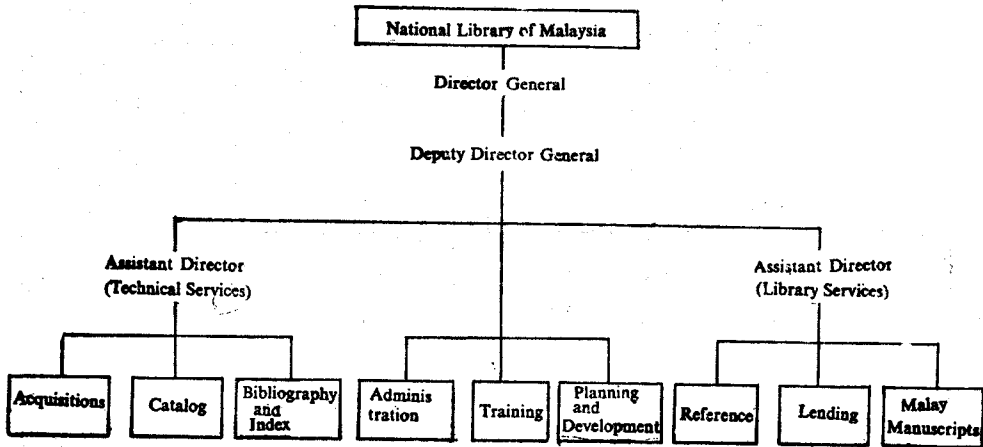 National Library of Malaysia
Director General
Deputy Director General
Assistant Director
(Technical Services)
Assistant Director
(Library Services)
Acquisitions
Catalog
Bibliography
and
Index
Adminis
tration
Training
Planning
and
Development
Reference
Lending
Malay
Manuscripts